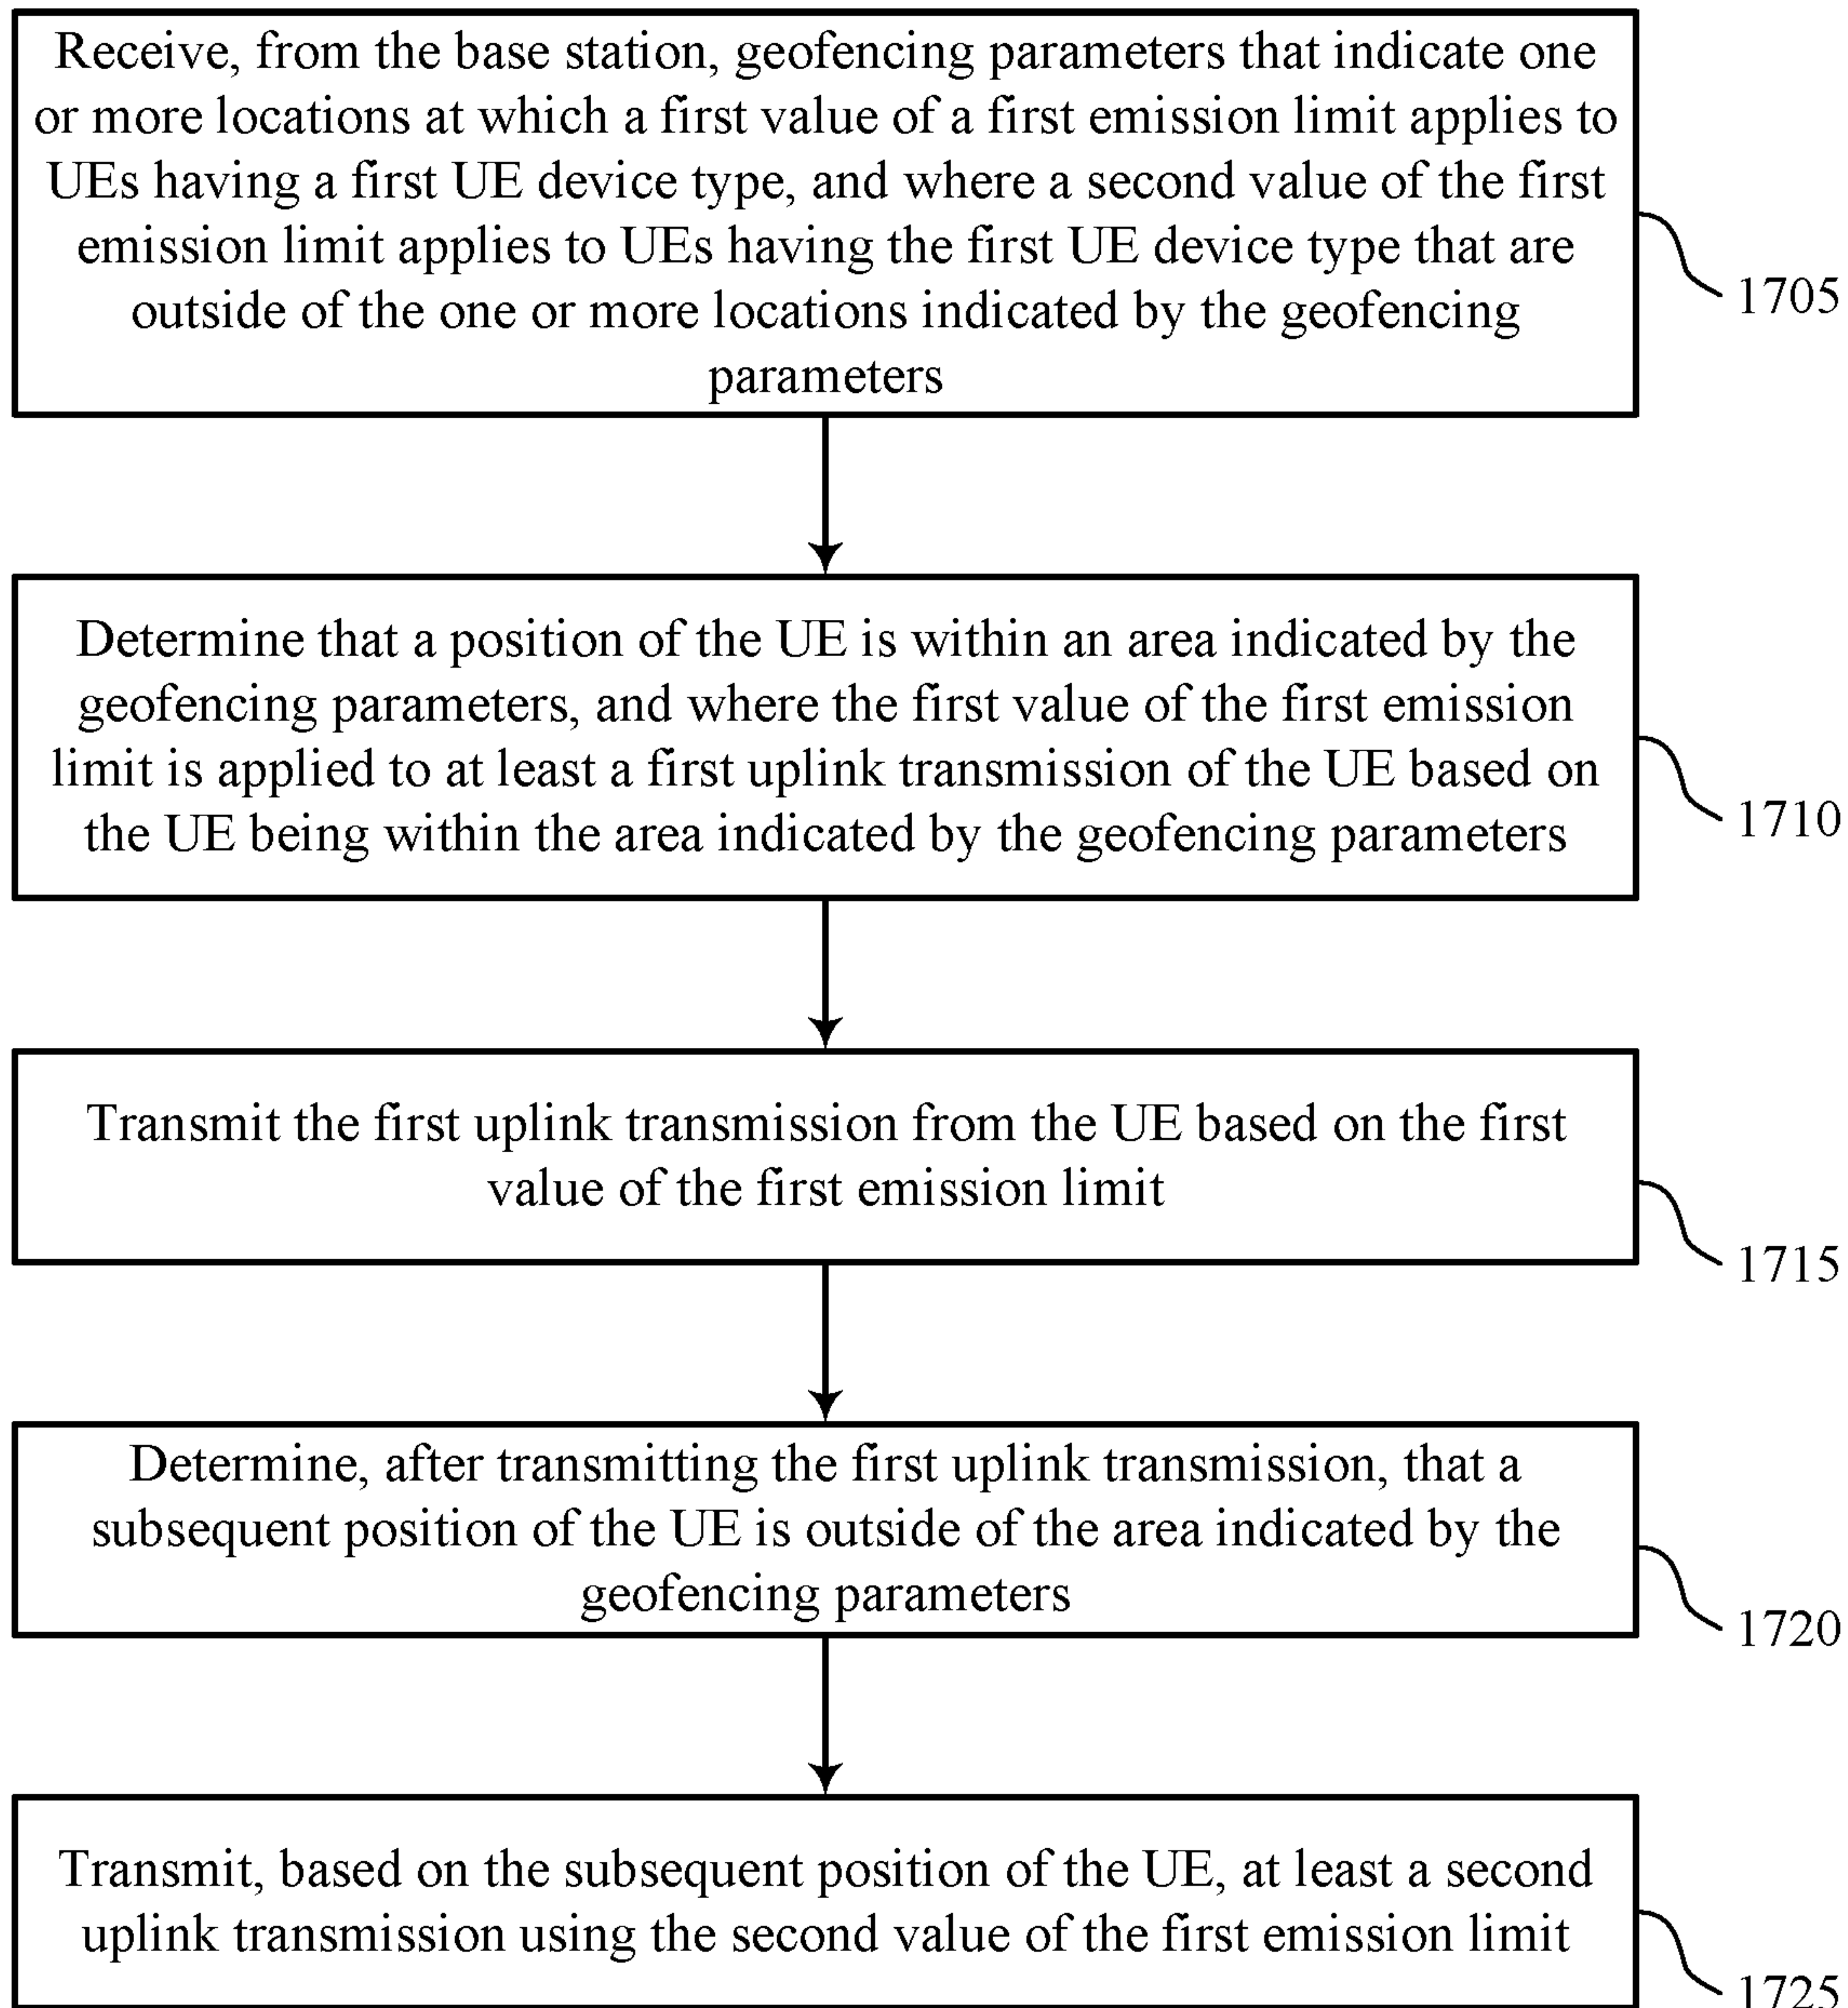 Receive, from the base station, geofencing parameters that indicate one
or more locations at which a first value of a first emission limit applies to
UEs having a first UE device type, and where a second value of the first
emission limit applies to UEs having the first UE device type that are
outside of the one or more locations indicated by the geofencing
parameters
1705
Determine that a position of the UE is within an area indicated by the
geofencing parameters, and where the first value of the first emission
limit is applied to at least a first uplink transmission of the UE based on
the UE being within the area indicated by the geofencing parameters
1710
Transmit the first uplink transmission from the UE based on the first
value of the first emission limit
1715
Determine, after transmitting the first uplink transmission, that a
subsequent position of the UE is outside of the area indicated by the
geofencing parameters
1720
Transmit, based on the subsequent position of the UE, at least a second
uplink transmission using the second value of the first emission limit
1725